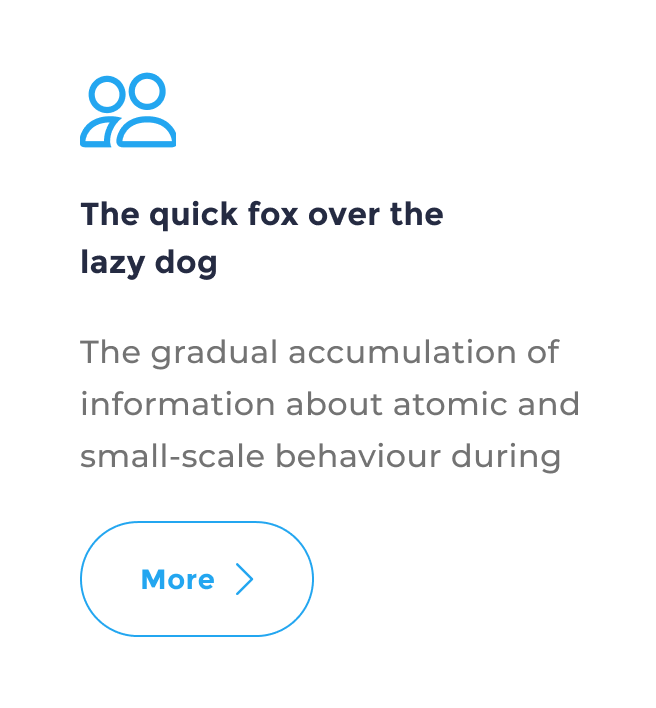 The quick fox over the
lazy dog
The gradual accumulation of
information about atomic and
small-scale behaviour during
More